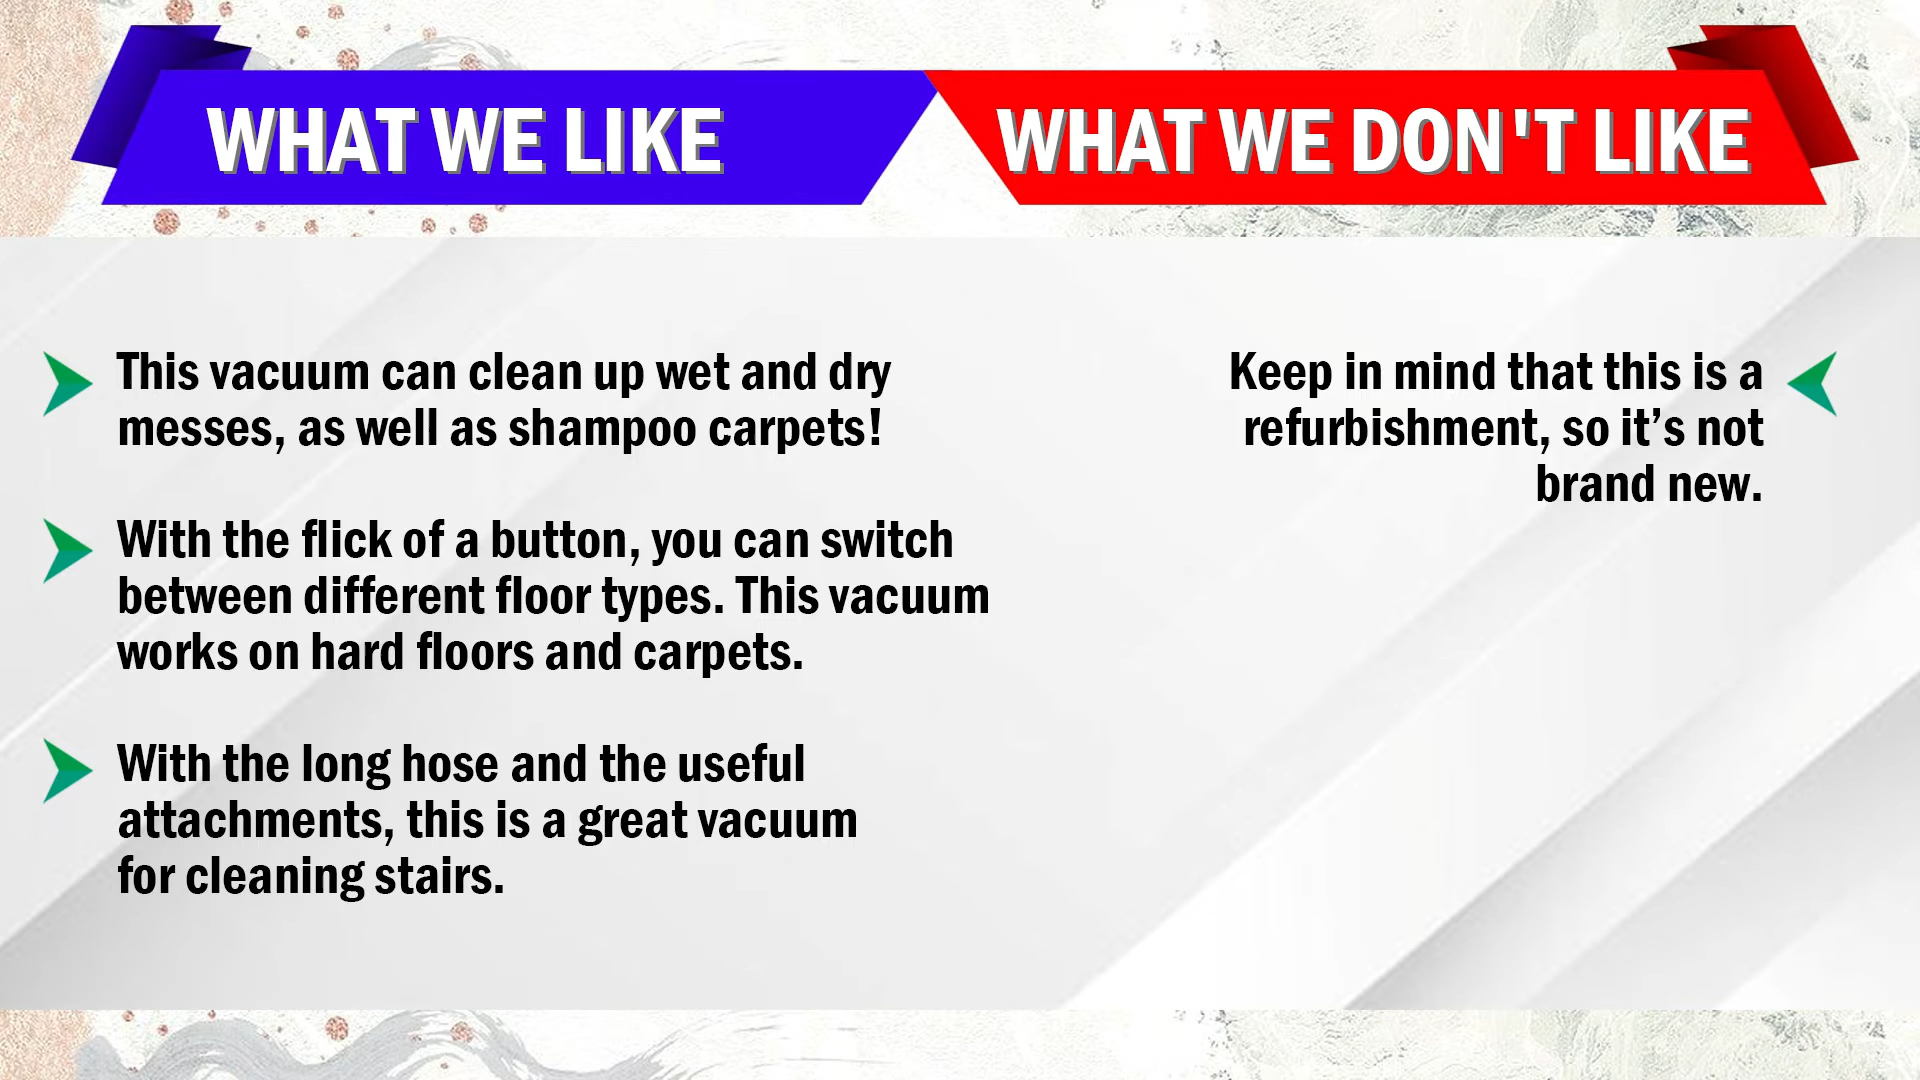 WHAT WE LIKE
WHAT WE DON'T LIKE
This vacuum can clean up wet and dry
messes, as well as shampoo carpets!
With the flick of a button, you can switch
between different floor types. This vacuum
works on hard floors and carpets.
With the long hose and the useful
attachments, this is a great vacuum
for cleaning stairs.
Keep in mind that this is a
refurbishment, so it’s not
brand new.